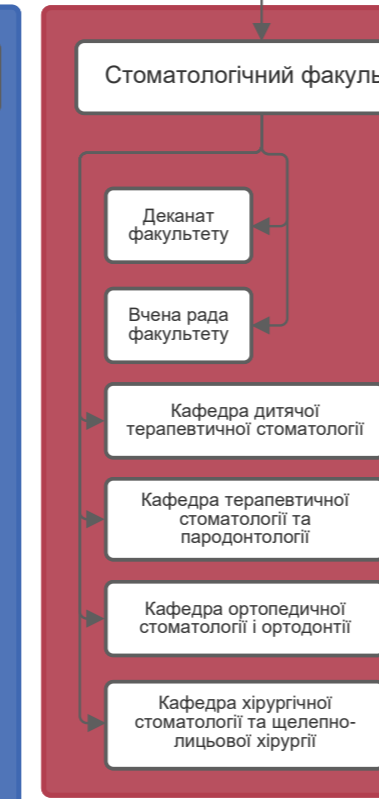 Стоматологічний факуль
Деканат
факультету
Вчена рада
факультету
Кафедра дитячої
терапевтичної стоматології
Кафедра терапевтичної
стоматології та
пародонтології
Кафедра ортопедичної
стоматології і ортодонтії
Кафедра хірургічної
стоматології та щелепно-
лицьової хірургії